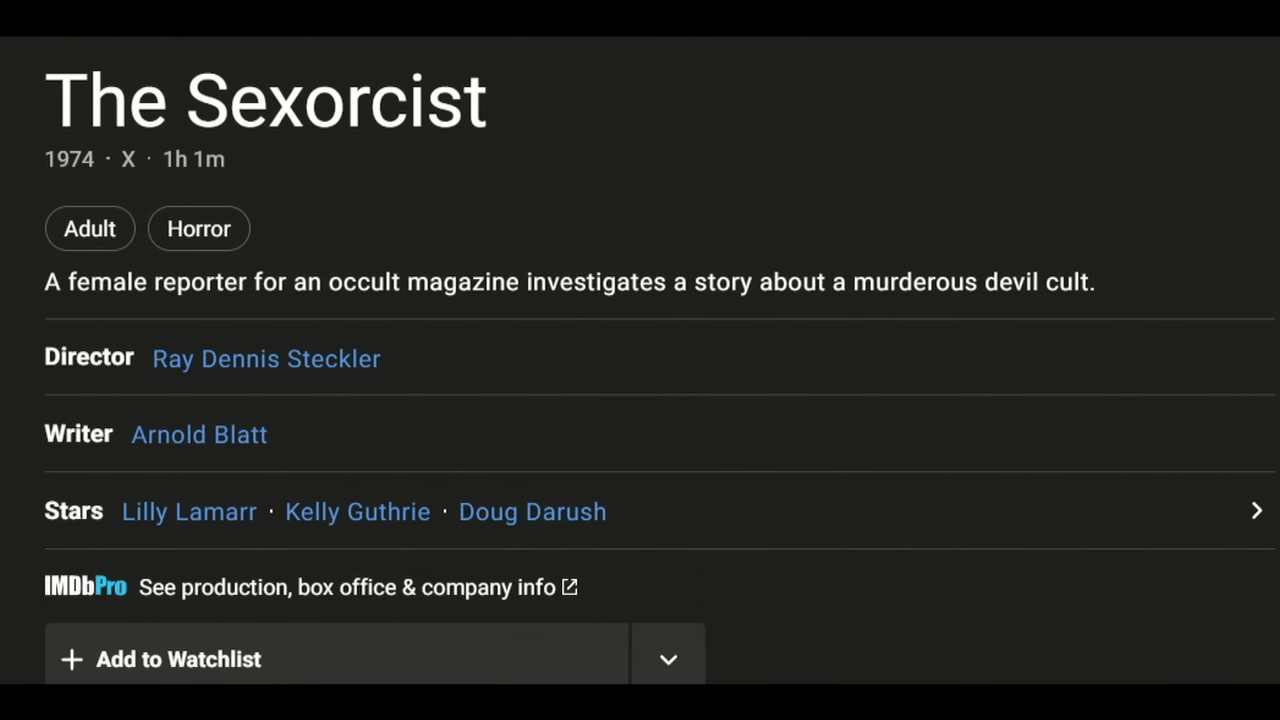 The Sexorcist
1974 · X · 1h 1m
Adult Horror
A female reporter for an occult magazine investigates a story about a murderous devil cult.
Director Ray Dennis Steckler
Writer Arnold Blatt
Stars Lilly Lamarr · Kelly Guthrie · Doug Darush
IMDbPro See production, box office & company info
+ Add to Watchlist